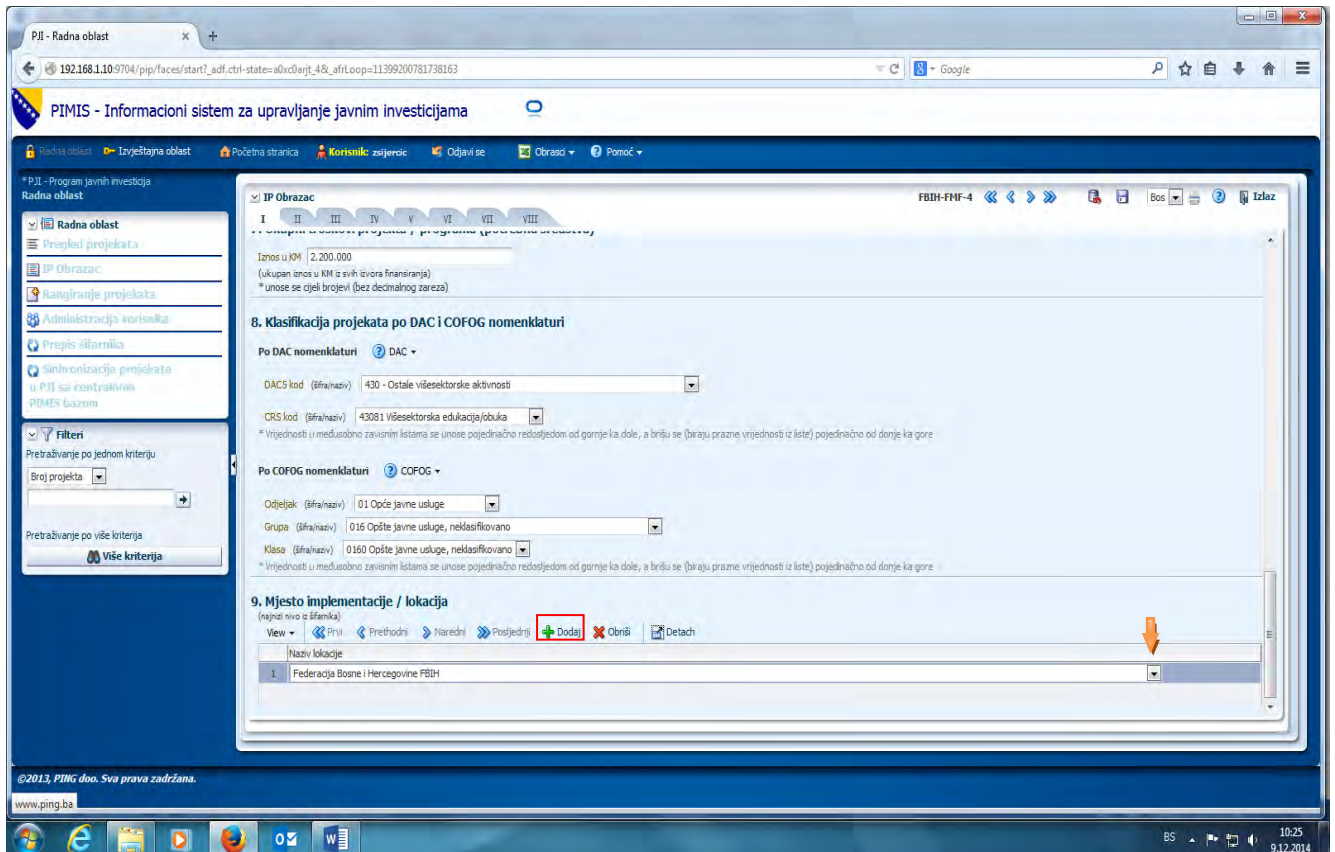 PJI - Radna oblast × +
192.168.1.10:9704/pip/faces/start?_adf.ctrl-state=a0xc0arjt_4&_afrLoop=11399200781738163
8 - Google
PIMIS - Informacioni sistem za upravljanje javnim investicijama
Radna oblast Izvještajna oblast Početna stranica Korisnik: zsijercic Odjavi se Obrasci Pomoć
*PJI - Program javnih investicija
Radna oblast
Radna oblast
Pregled projekata
IP Obrazac
Rangiranje projekata
Administracija korisnika
Prepis šifarnika
Sinhronizacija projekata
u PJI sa centralnom
PIMIS bazom
Filteri
Pretraživanje po jednom kriteriju
Broj projekta
Pretraživanje po više kriterija
Više kriterija
IP Obrazac FBIH-FMF-4 Bos Izlaz
I II III IV V VI VII VIII
7. Ukupni troškovi projekta / programa (potrebna sredstva)
Iznos u KM 2.200.000
(ukupan iznos u KM iz svih izvora finansiranja)
* unose se cijeli brojevi (bez decimalnog zareza)
8. Klasifikacija projekata po DAC i COFOG nomenklaturi
Po DAC nomenklaturi DAC
DAC5 kod (šifra/naziv) 430 - Ostale višesektorske aktivnosti
CRS kod (šifra/naziv) 43081 Višesektorska edukacija/obuka
* Vrijednosti u međusobno zavisnim listama se unose pojedinačno redosljedom od gornje ka dole, a brišu se (biraju prazne vrijednosti iz liste) pojedinačno od donje ka gore
Po COFOG nomenklaturi COFOG
Odjeljak (šifra/naziv) 01 Opće javne usluge
Grupa (šifra/naziv) 016 Opšte javne usluge, neklasifikovano
Klasa (šifra/naziv) 0160 Opšte javne usluge, neklasifikovano
* Vrijednosti u međusobno zavisnim listama se unose pojedinačno redosljedom od gornje ka dole, a brišu se (biraju prazne vrijednosti iz liste) pojedinačno od donje ka gore
9. Mjesto implementacije / lokacija
(najniži nivo iz šifarnika)
View Prvi Prethodni Naredni Posljednji Dodaj Obriši Detach
Naziv lokacije
1 Federacija Bosne i Hercegovine FBIH
©2013, PING doo. Sva prava zadržana.
www.ping.ba
BS 10:25
9.12.2014